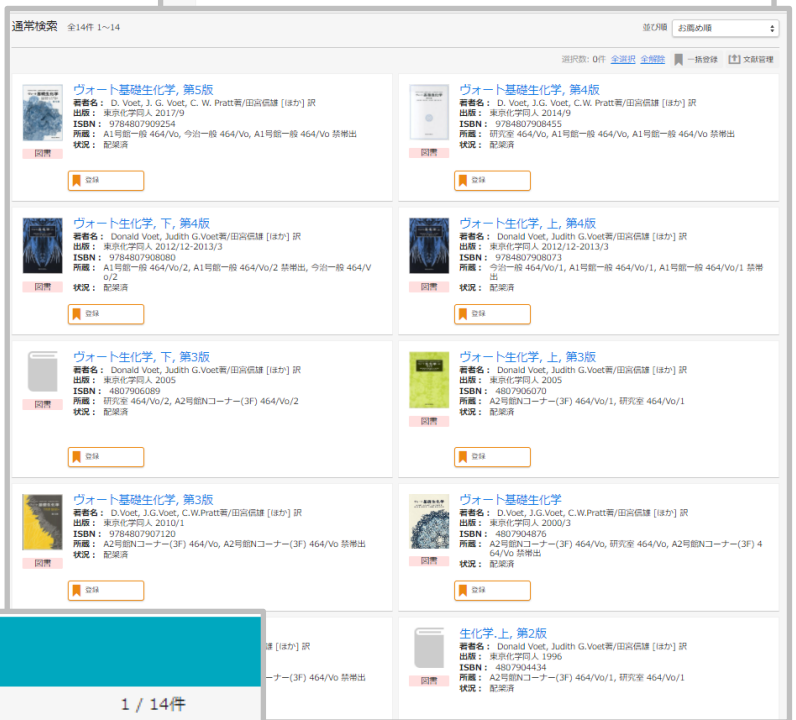 通常検索 全14件 1～14
並び順 お薦め順
選択数: 0件 全選択 全解除 一括登録 文献管理
ヴォート基礎生化学, 第5版
著者名： D. Voet, J. G. Voet, C. W. Pratt著/田宮信雄 [ほか] 訳
出版： 東京化学同人 2017/9
ISBN： 9784807909254
所蔵： A1号館一般 464/Vo, 今治一般 464/Vo, A1号館一般 464/Vo 禁帯出
状況： 配架済
図書
登録
ヴォート基礎生化学, 第4版
著者名： D. Voet, J.G. Voet, C.W. Pratt著/田宮信雄 [ほか] 訳
出版： 東京化学同人 2014/9
ISBN： 9784807908455
所蔵： 研究室 464/Vo, A1号館一般 464/Vo, A1号館一般 464/Vo 禁帯出
状況： 配架済
図書
登録
ヴォート生化学, 下, 第4版
著者名： Donald Voet, Judith G.Voet著/田宮信雄 [ほか] 訳
出版： 東京化学同人 2012/12-2013/3
ISBN： 9784807908080
所蔵： A1号館一般 464/Vo/2, A1号館一般 464/Vo/2 禁帯出, 今治一般 464/V
o/2
状況： 配架済
図書
登録
ヴォート生化学, 上, 第4版
著者名： Donald Voet, Judith G.Voet著/田宮信雄 [ほか] 訳
出版： 東京化学同人 2012/12-2013/3
ISBN： 9784807908073
所蔵： 今治一般 464/Vo/1, A1号館一般 464/Vo/1, A1号館一般 464/Vo/1 禁帯
出
状況： 配架済
図書
登録
ヴォート生化学, 下, 第3版
著者名： Donald Voet, Judith G.Voet著/田宮信雄 [ほか] 訳
出版： 東京化学同人 2005
ISBN： 4807906089
所蔵： 研究室 464/Vo/2, A2号館Nコーナー(3F) 464/Vo/2
状況： 配架済
図書
登録
ヴォート生化学, 上, 第3版
著者名： Donald Voet, Judith G.Voet著/田宮信雄 [ほか] 訳
出版： 東京化学同人 2005
ISBN： 4807906070
所蔵： A2号館Nコーナー(3F) 464/Vo/1, 研究室 464/Vo/1
状況： 配架済
図書
登録
ヴォート基礎生化学, 第3版
著者名： D.Voet, J.G.Voet, C.W.Pratt著/田宮信雄 [ほか] 訳
出版： 東京化学同人 2010/1
ISBN： 9784807907120
所蔵： A2号館Nコーナー(3F) 464/Vo, A2号館Nコーナー(3F) 464/Vo 禁帯出
状況： 配架済
図書
登録
ヴォート基礎生化学
著者名： D.Voet, J.G.Voet, C.W.Pratt著/田宮信雄 [ほか] 訳
出版： 東京化学同人 2000/3
ISBN： 4807904876
所蔵： A2号館Nコーナー(3F) 464/Vo, 研究室 464/Vo, A2号館Nコーナー(3F) 4
64/Vo 禁帯出
状況： 配架済
図書
登録
雄 [ほか] 訳
ーナー(3F) 464/Vo 禁帯出
1 / 14件
生化学.上, 第2版
著者名： Donald Voet, Judith G.Voet著/田宮信雄 [ほか] 訳
出版： 東京化学同人 1996
ISBN： 4807904434
所蔵： A2号館Nコーナー(3F) 464/Vo/1, 研究室 464/Vo/1
状況： 配架済
図書